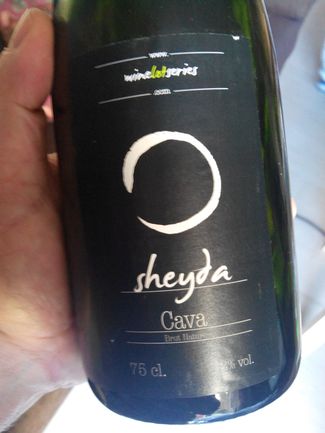 www.
winelotseries
.com
sheyda
Cava
Brut Nature
75 cl.
% vol.